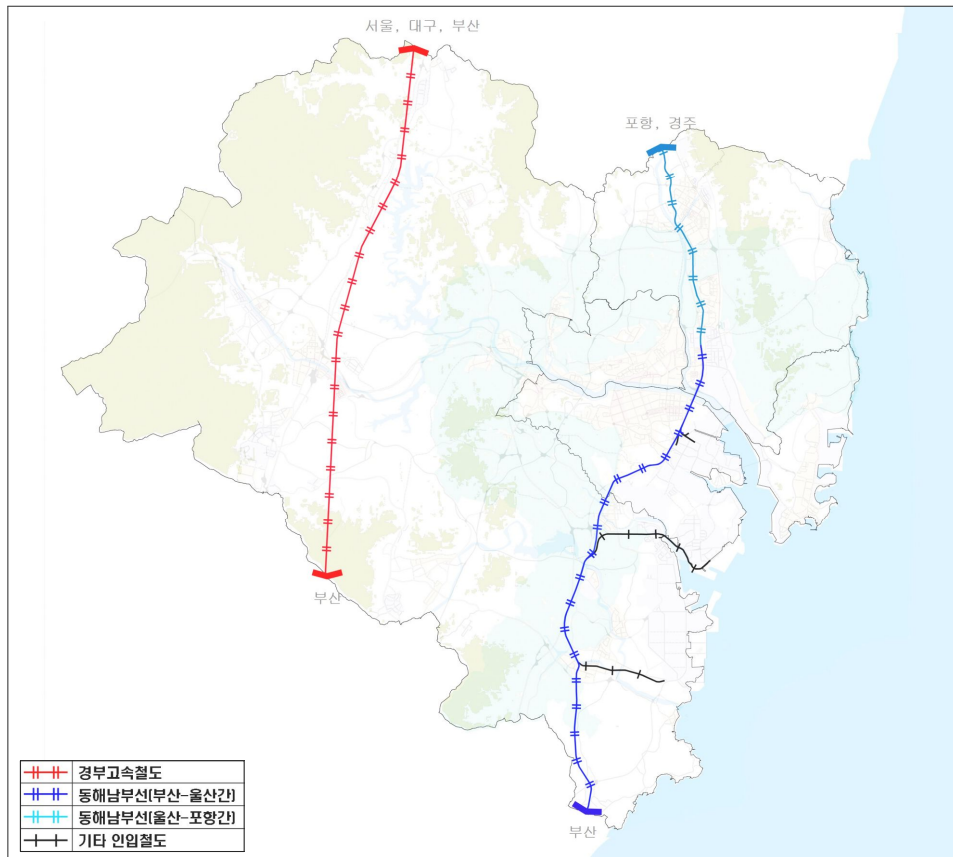 서울, 대구, 부산
포항, 경주
부산
부산
경부고속철도
동해남부선(부산-울산간)
동해남부선(울산-포항간)
기타 인입철도